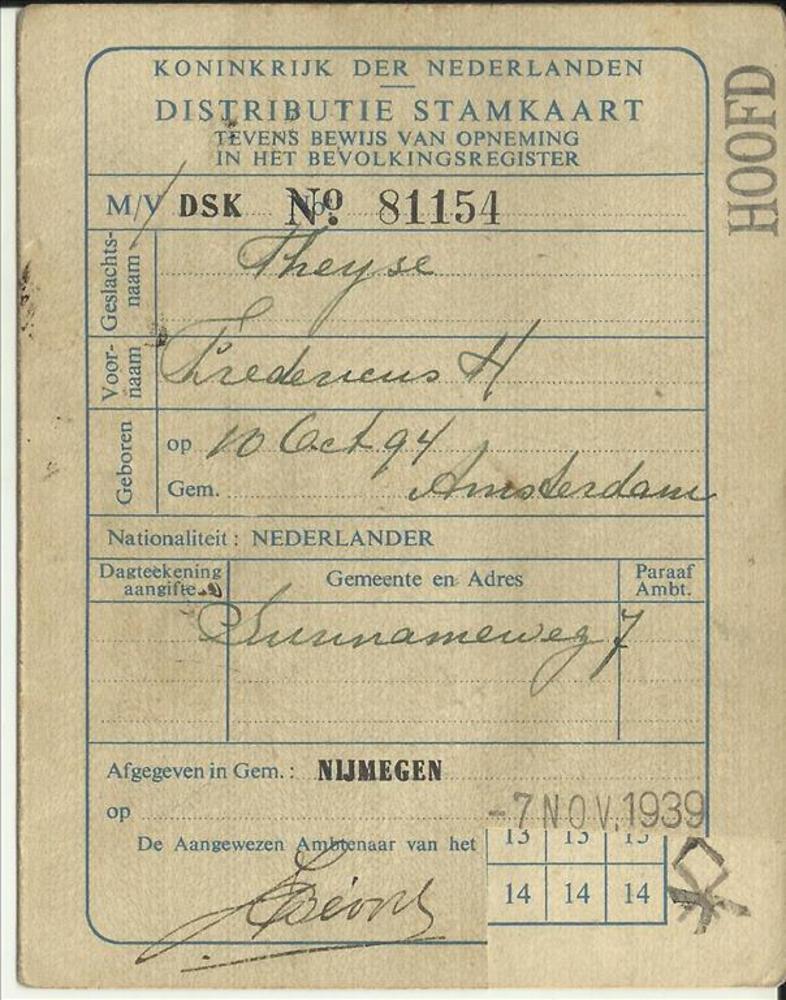 KONINKRIJK DER NEDERLANDEN
DISTRIBUTIE STAMKAART
TEVENS BEWIJS VAN OPNEMING
IN HET BEVOLKINGSREGISTER
HOOFD
M/V DSK No. 81154
Geslachts-
naam
Theyse
Voor-
naam
Fredericus H
Geboren
op 10 Oct 94
Gem. Amsterdam
Nationaliteit : NEDERLANDER
Dagteekening
aangifte
Gemeente en Adres
Paraaf
Ambt.
Surinameweg 7
Afgegeven in Gem. : NIJMEGEN
op -7 NOV. 1939
De Aangewezen Ambtenaar van het
13 13 13
14 14 14